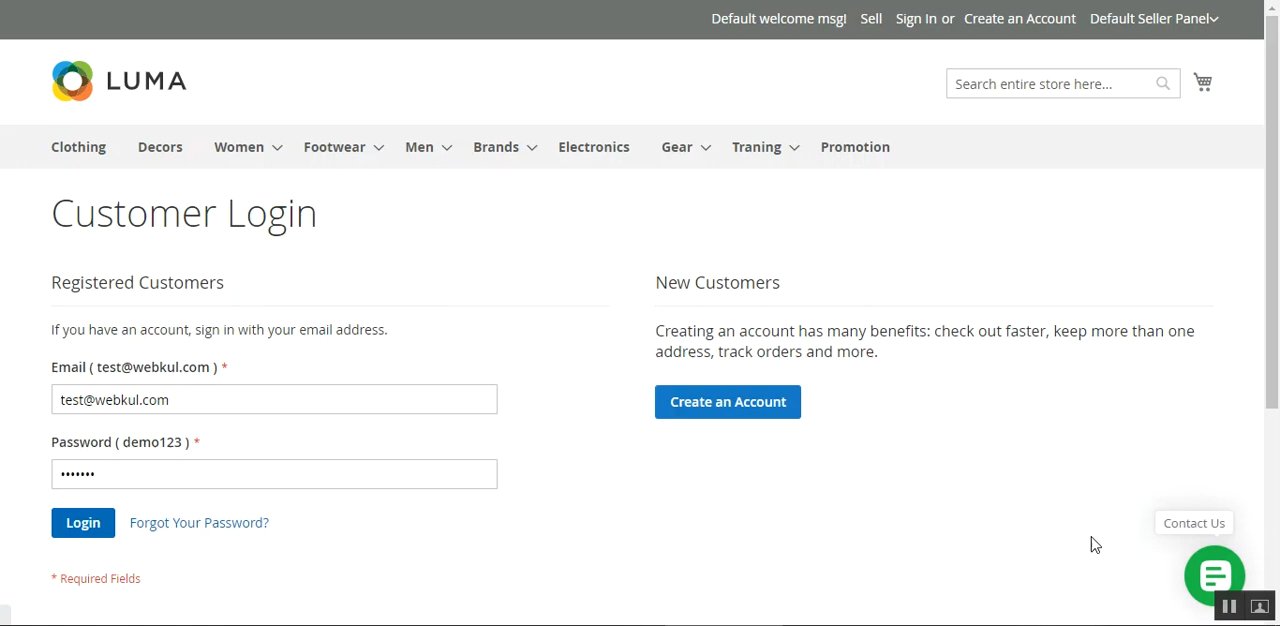 Default welcome msg! Sell Sign In or Create an Account Default Seller Panel
LUMA
Search entire store here...
Clothing Decors Women Footwear Men Brands Electronics Gear Traning Promotion
Customer Login
Registered Customers
If you have an account, sign in with your email address.
Email ( test@webkul.com ) *
test@webkul.com
Password ( demo123 ) *
•••••••
Login Forgot Your Password?
* Required Fields
New Customers
Creating an account has many benefits: check out faster, keep more than one
address, track orders and more.
Create an Account
Contact Us